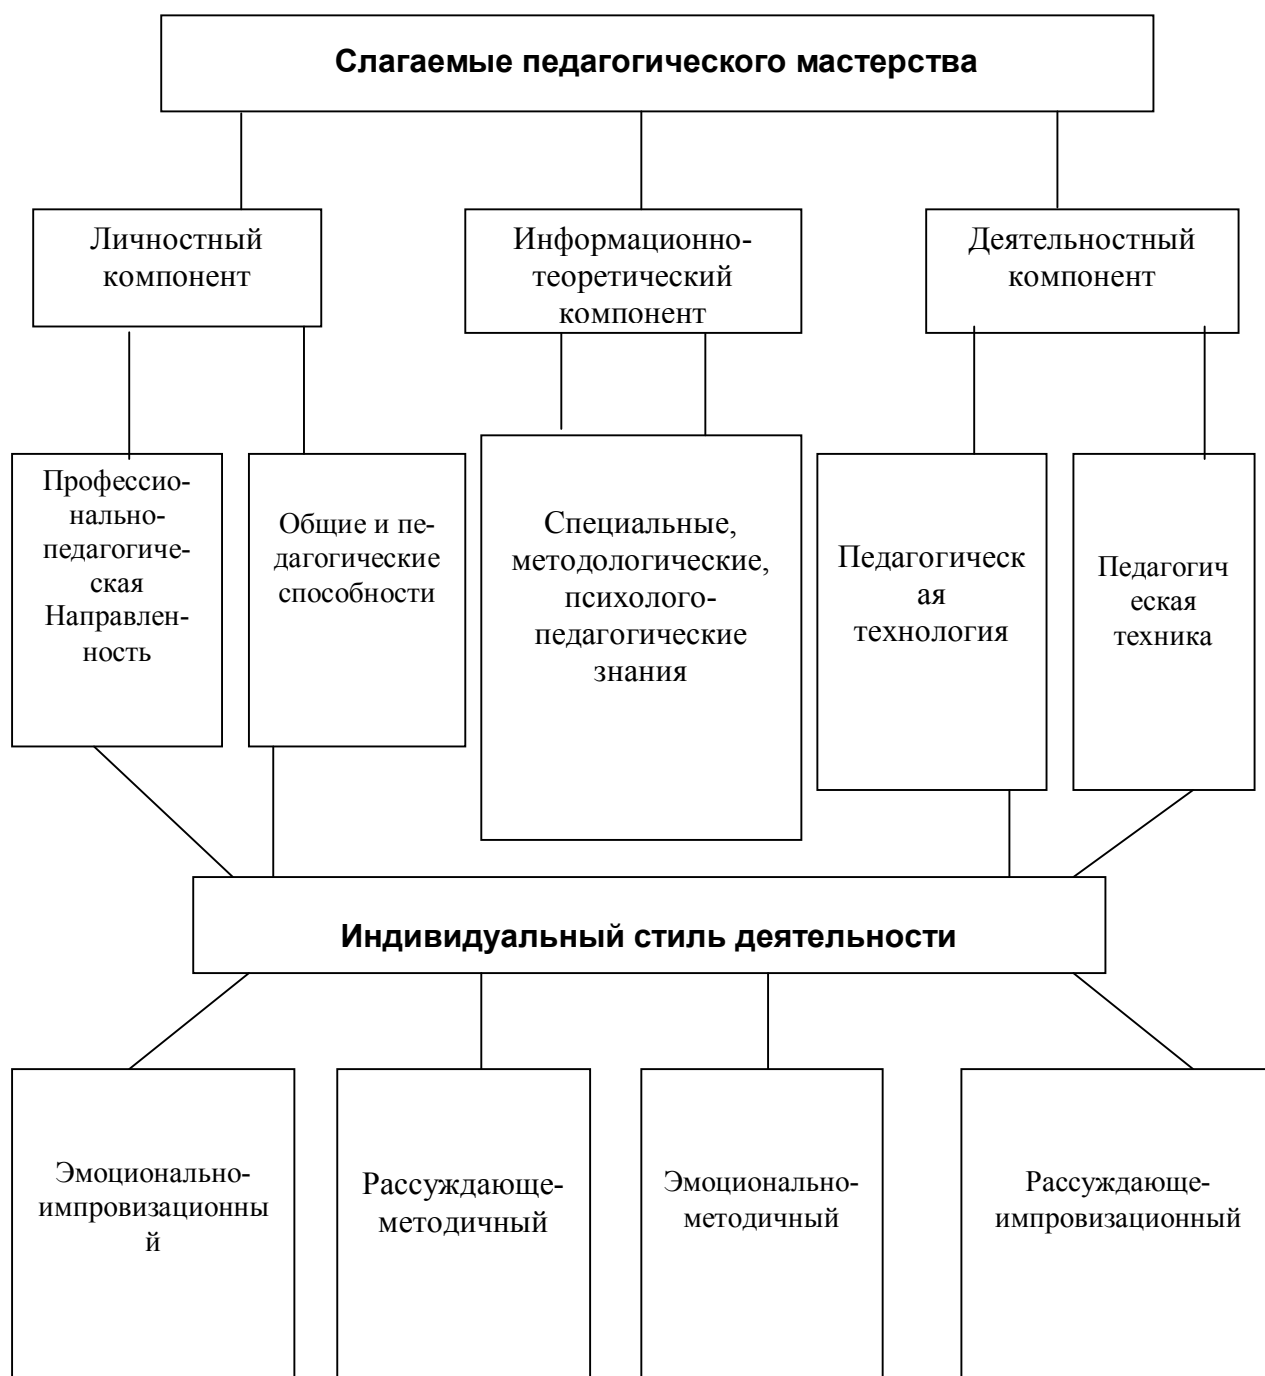 Слагаемые педагогического мастерства
Личностный
компонент
Информационно-
теоретический
компонент
Деятельностный
компонент
Профессио-
нально-
педагогиче-
ская
Направлен-
ность
Общие и пе-
дагогические
способности
Специальные,
методологические,
психолого-
педагогические
знания
Педагогическ
ая
технология
Педагогич
еская
техника
Индивидуальный стиль деятельности
Эмоционально-
импровизационны
й
Рассуждающе-
методичный
Эмоционально-
методичный
Рассуждающе-
импровизационный